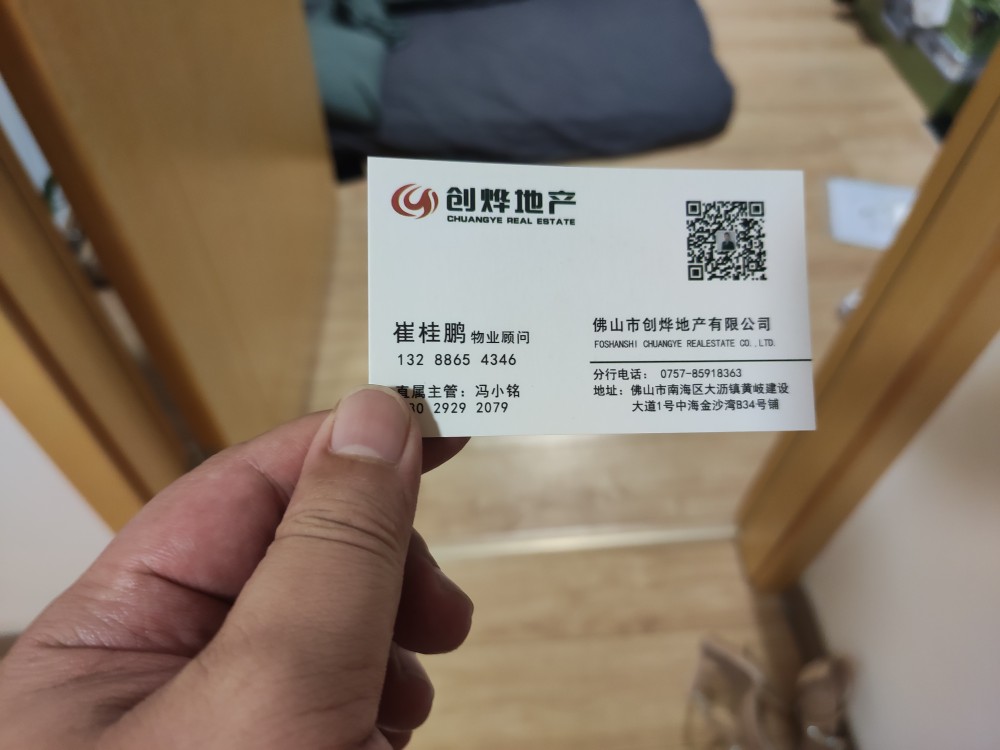 创烨地产
CHUANGYE REAL ESTATE
崔桂鹏 物业顾问
132 8865 4346
直属主管：冯小铭
2929 2079
佛山市创烨地产有限公司
FOSHANSHI CHUANGYE REALESTATE CO.,LTD.
分行电话： 0757-85918363
地址：佛山市南海区大沥镇黄岐建设
大道1号中海金沙湾B34号铺